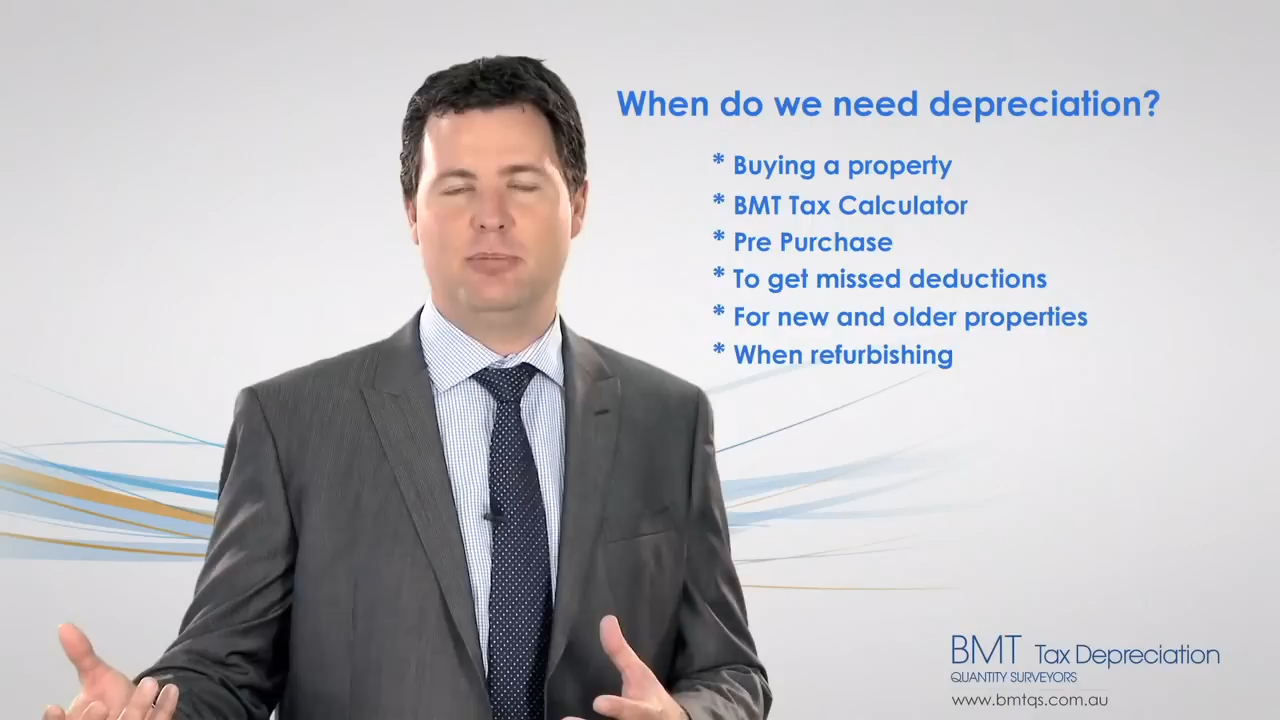 When do we need depreciation?
* Buying a property
* BMT Tax Calculator
* Pre Purchase
* To get missed deductions
* For new and older properties
* When refurbishing
BMT Tax Depreciation
QUANTITY SURVEYORS
www.bmtqs.com.au